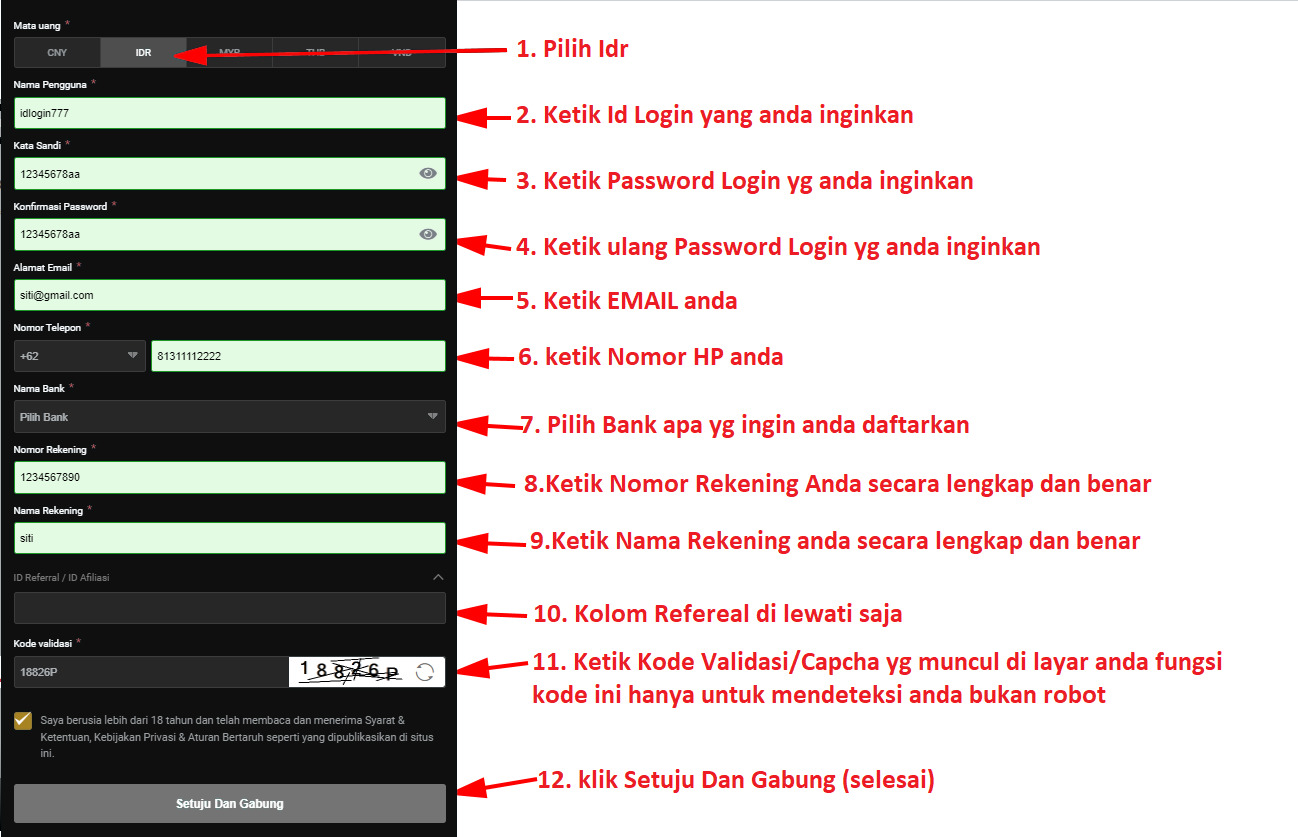 Mata uang *
CNY IDR MYR THB VND
1. Pilih Idr
Nama Pengguna *
idlogin777
2. Ketik Id Login yang anda inginkan
Kata Sandi *
12345678aa
3. Ketik Password Login yg anda inginkan
Konfirmasi Password *
12345678aa
4. Ketik ulang Password Login yg anda inginkan
Alamat Email *
siti@gmail.com
5. Ketik EMAIL anda
Nomor Telepon *
+62 81311112222
6. ketik Nomor HP anda
Nama Bank *
Pilih Bank
7. Pilih Bank apa yg ingin anda daftarkan
Nomor Rekening *
1234567890
8.Ketik Nomor Rekening Anda secara lengkap dan benar
Nama Rekening *
siti
9.Ketik Nama Rekening anda secara lengkap dan benar
ID Referral / ID Afiliasi
10. Kolom Refereal di lewati saja
Kode validasi *
18826P 18826P
11. Ketik Kode Validasi/Capcha yg muncul di layar anda fungsi
kode ini hanya untuk mendeteksi anda bukan robot
Saya berusia lebih dari 18 tahun dan telah membaca dan menerima Syarat &
Ketentuan, Kebijakan Privasi & Aturan Bertaruh seperti yang dipublikasikan di situs
ini.
12. klik Setuju Dan Gabung (selesai)
Setuju Dan Gabung